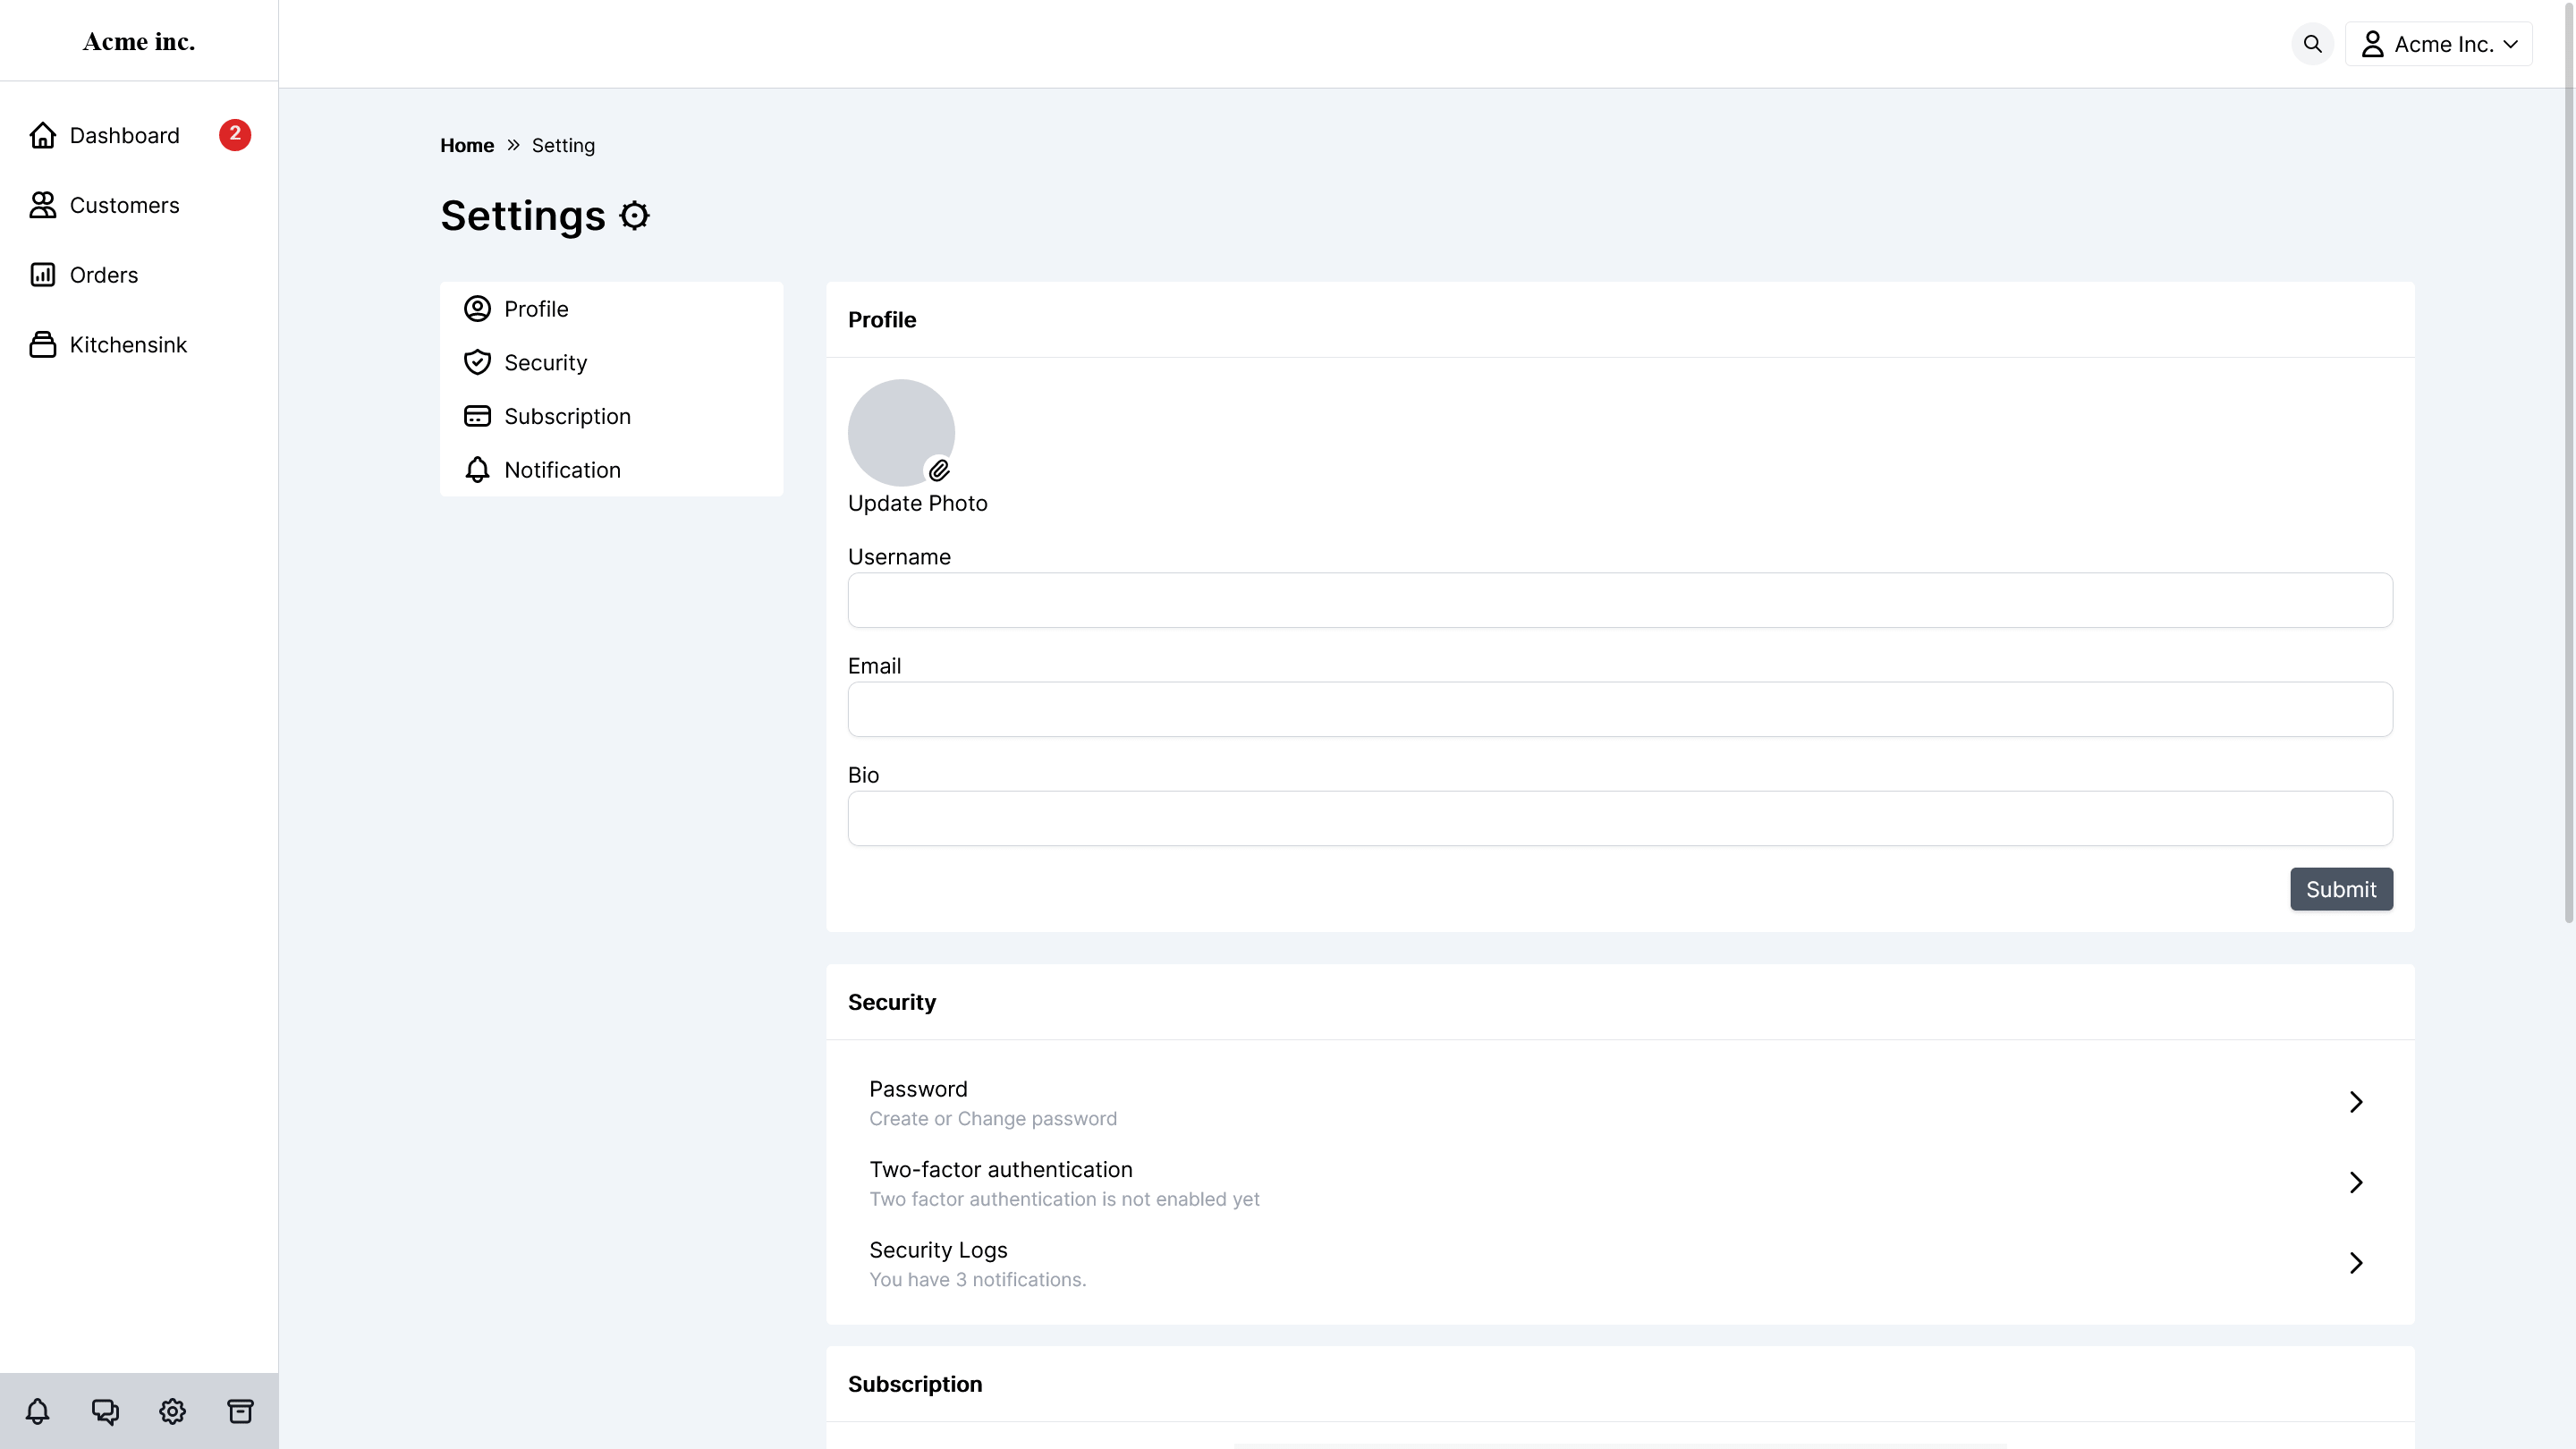 Acme inc.
Acme Inc.
Dashboard
2
Customers
Orders
Kitchensink
Home » Setting
Settings
Profile
Security
Subscription
Notification
Profile
Update Photo
Username
Email
Bio
Submit
Security
Password
Create or Change password
Two-factor authentication
Two factor authentication is not enabled yet
Security Logs
You have 3 notifications.
Subscription